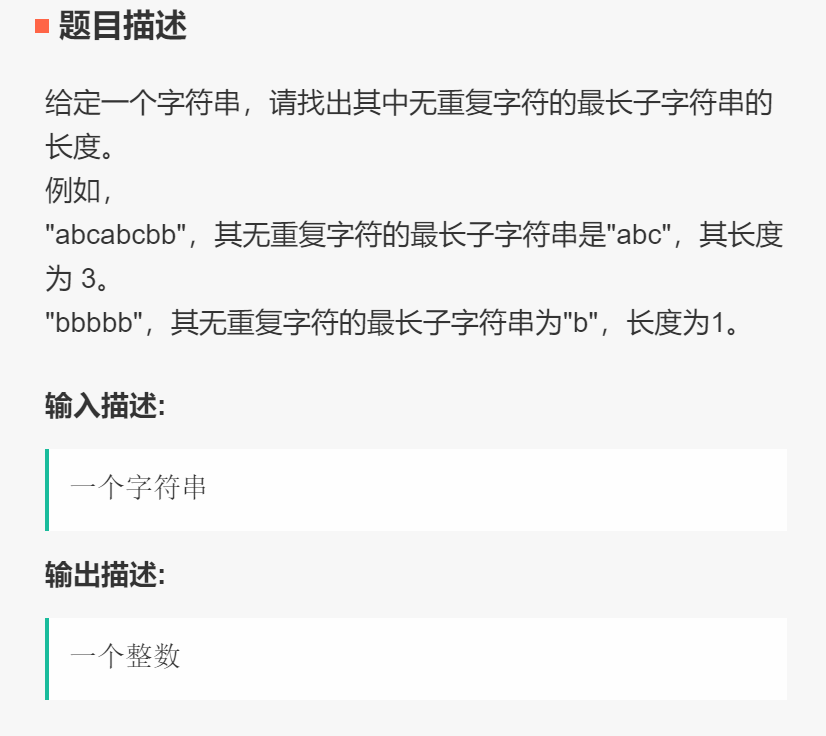 题目描述
给定一个字符串，请找出其中无重复字符的最长子字符串的
长度。
例如，
"abcabcbb"，其无重复字符的最长子字符串是"abc"，其长度
为 3。
"bbbbb"，其无重复字符的最长子字符串为"b"，长度为1。
输入描述:
一个字符串
输出描述:
一个整数